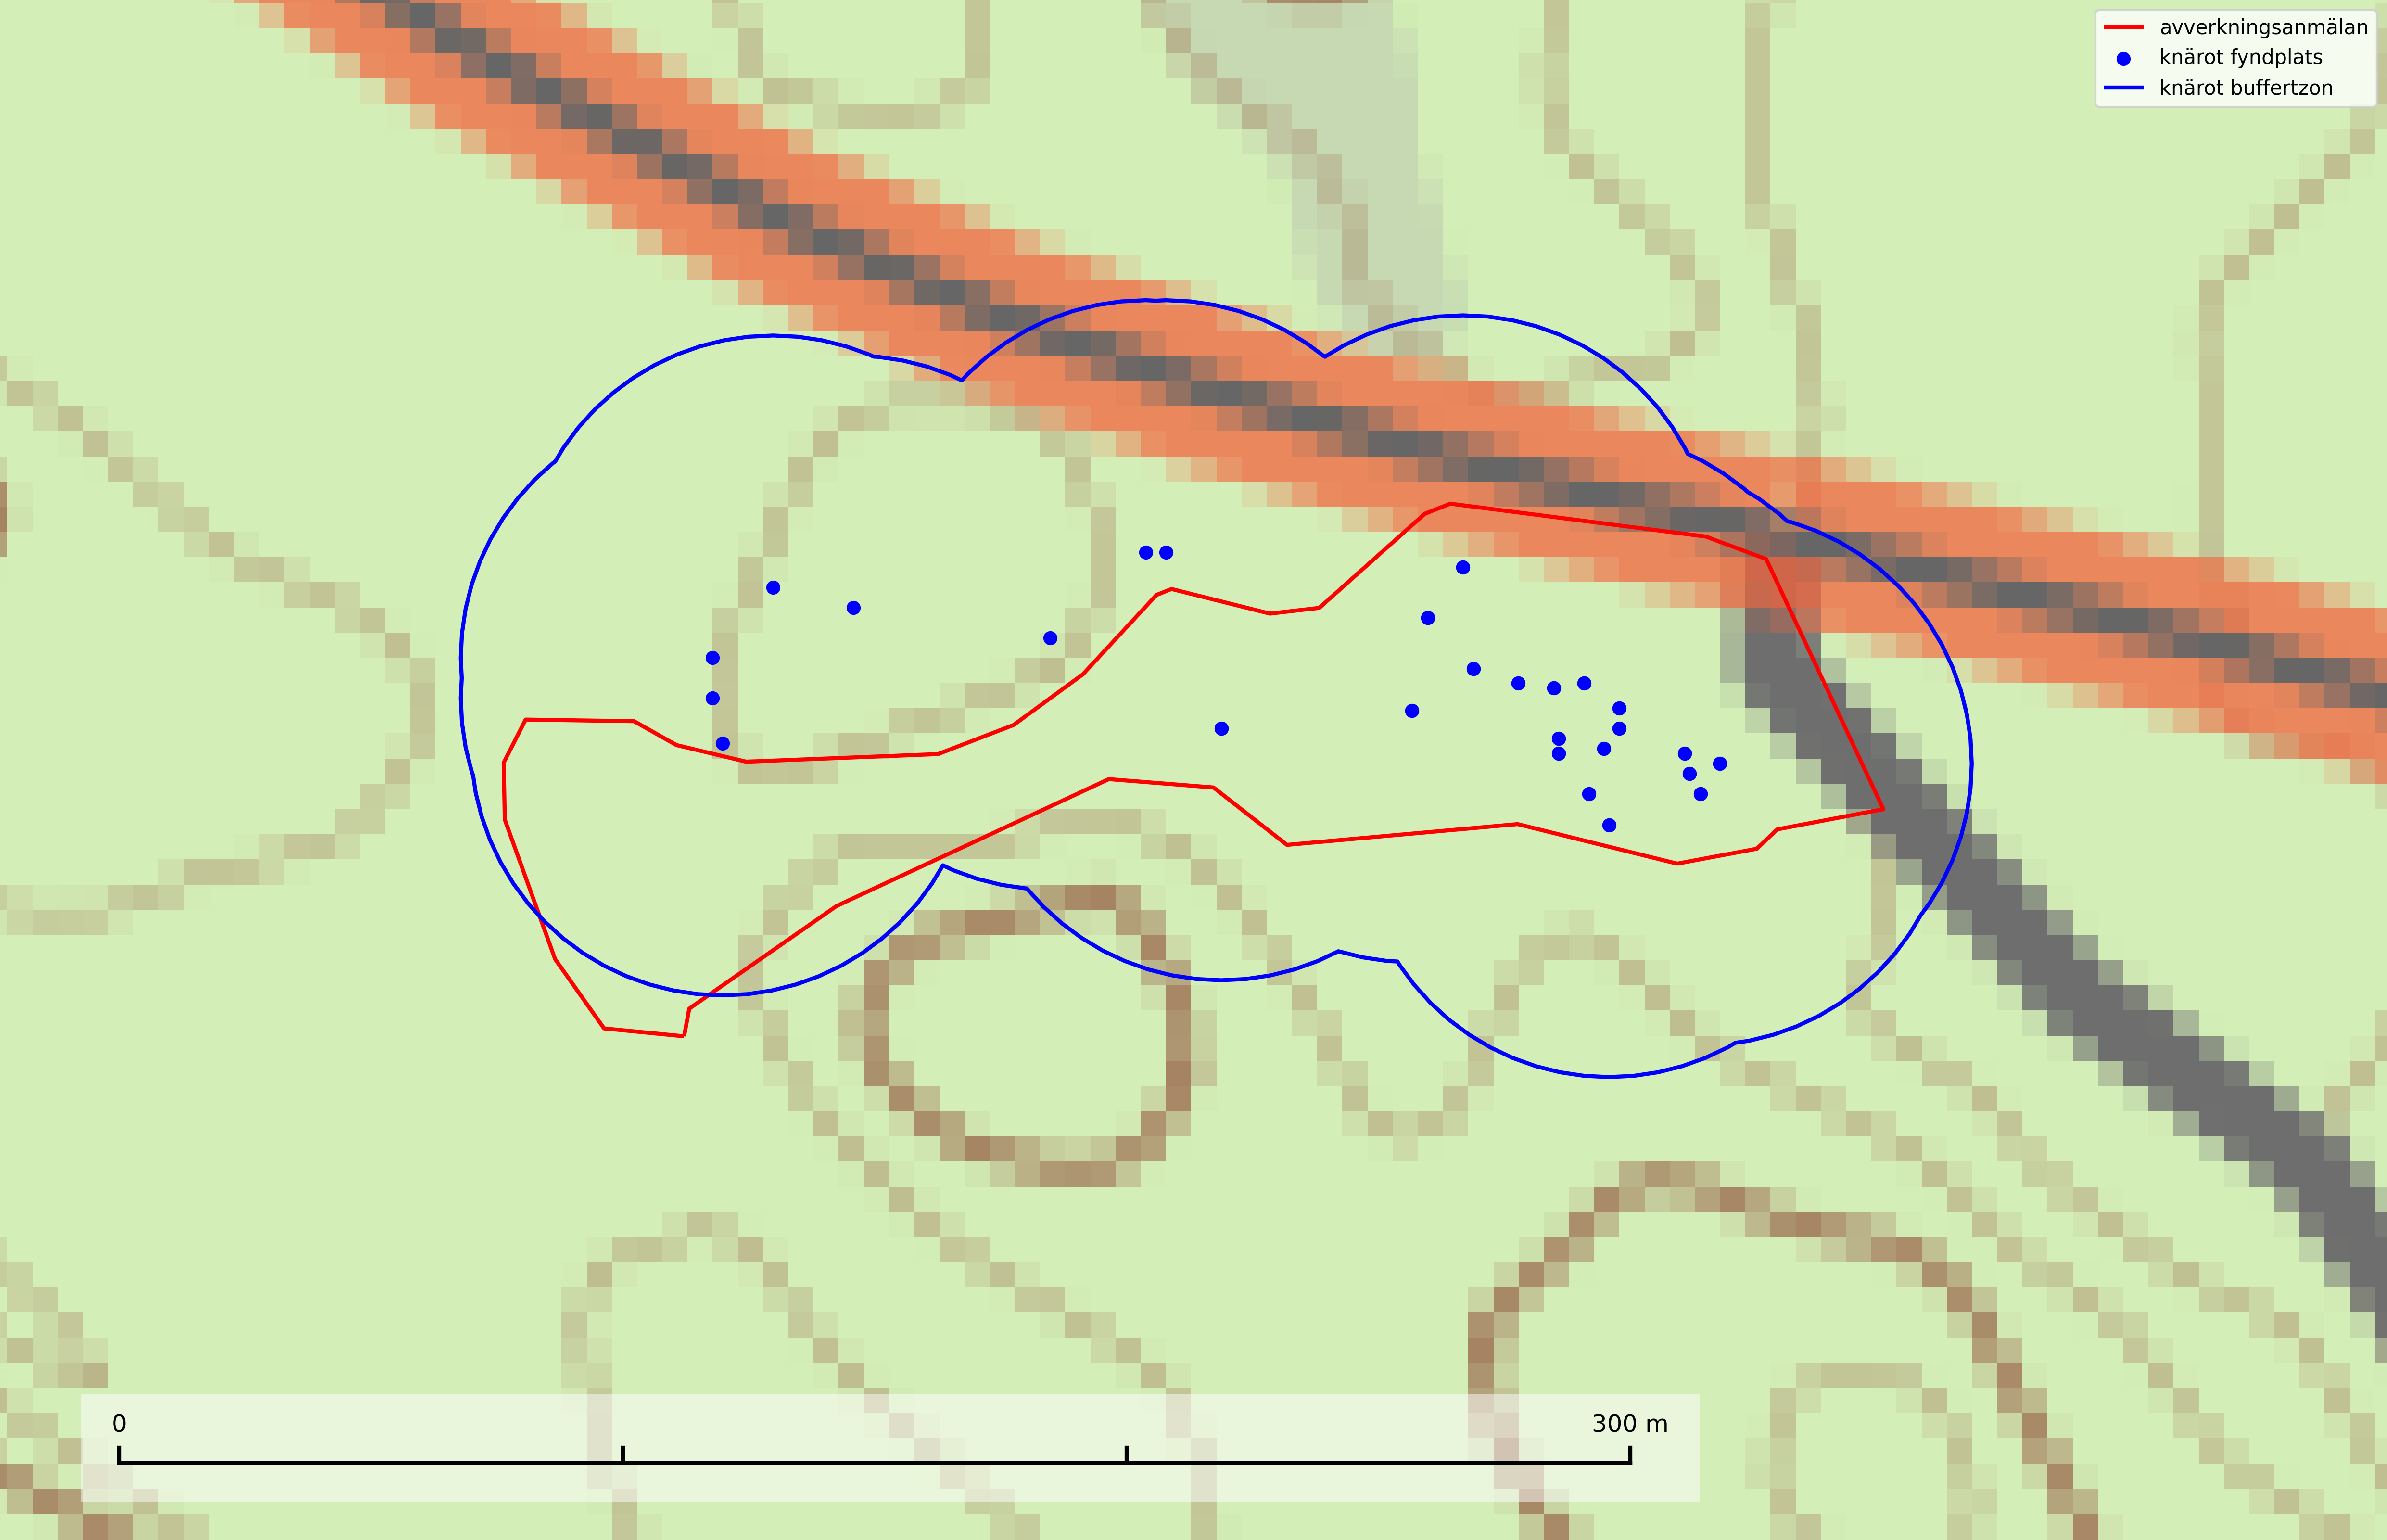 avverkningsanmälan
knärot fyndplats
knärot buffertzon
0
300 m